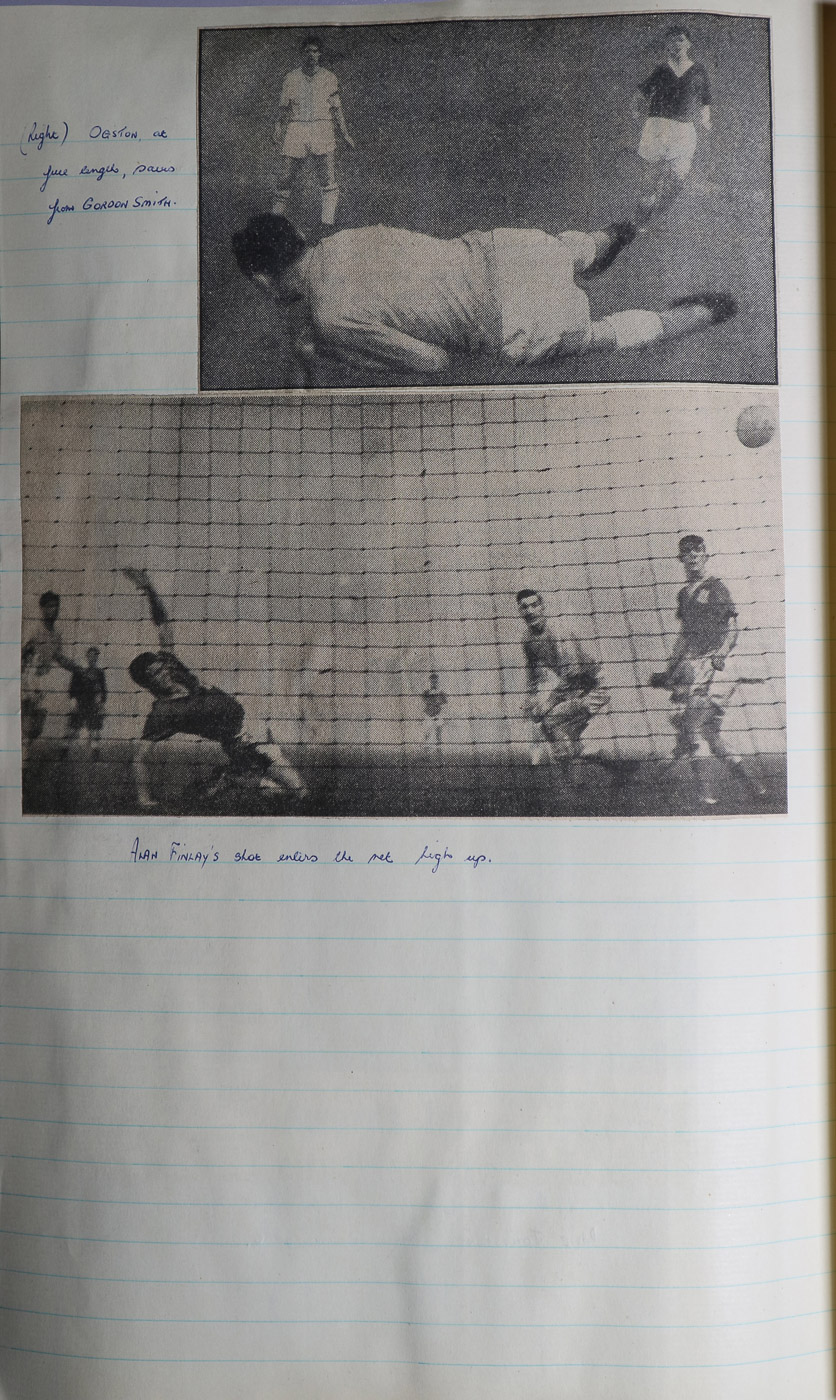 (Right) OGSTON, at
full length, saves
from GORDON SMITH.
ALAN FINLAY'S shot enters the net high up.